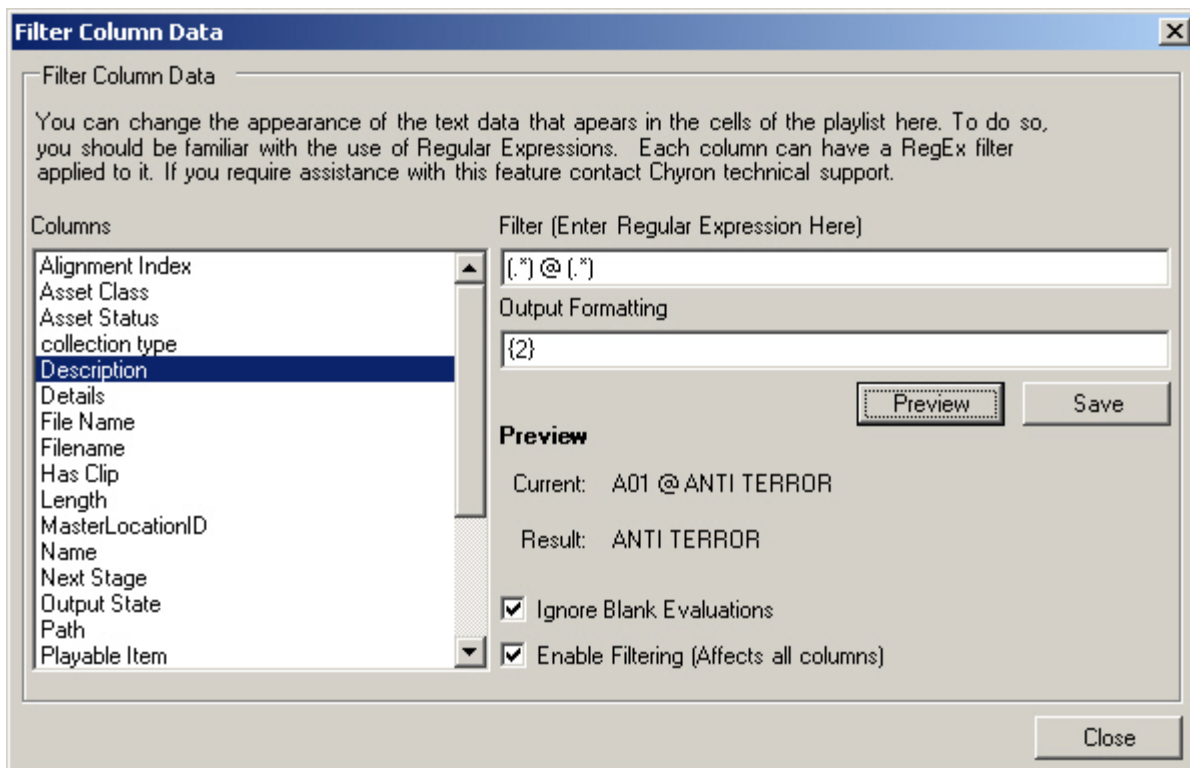 Filter Column Data
Filter Column Data
You can change the appearance of the text data that apears in the cells of the playlist here. To do so,
you should be familiar with the use of Regular Expressions.  Each column can have a RegEx filter
applied to it. If you require assistance with this feature contact Chyron technical support.
Columns
Alignment Index
Asset Class
Asset Status
collection type
Description
Details
File Name
Filename
Has Clip
Length
MasterLocationID
Name
Next Stage
Output State
Path
Playable Item
Filter (Enter Regular Expression Here)
(.*) @ (.*)
Output Formatting
{2}
Preview
Save
Preview
Current: A01 @ ANTI TERROR
Result: ANTI TERROR
Ignore Blank Evaluations
Enable Filtering (Affects all columns)
Close